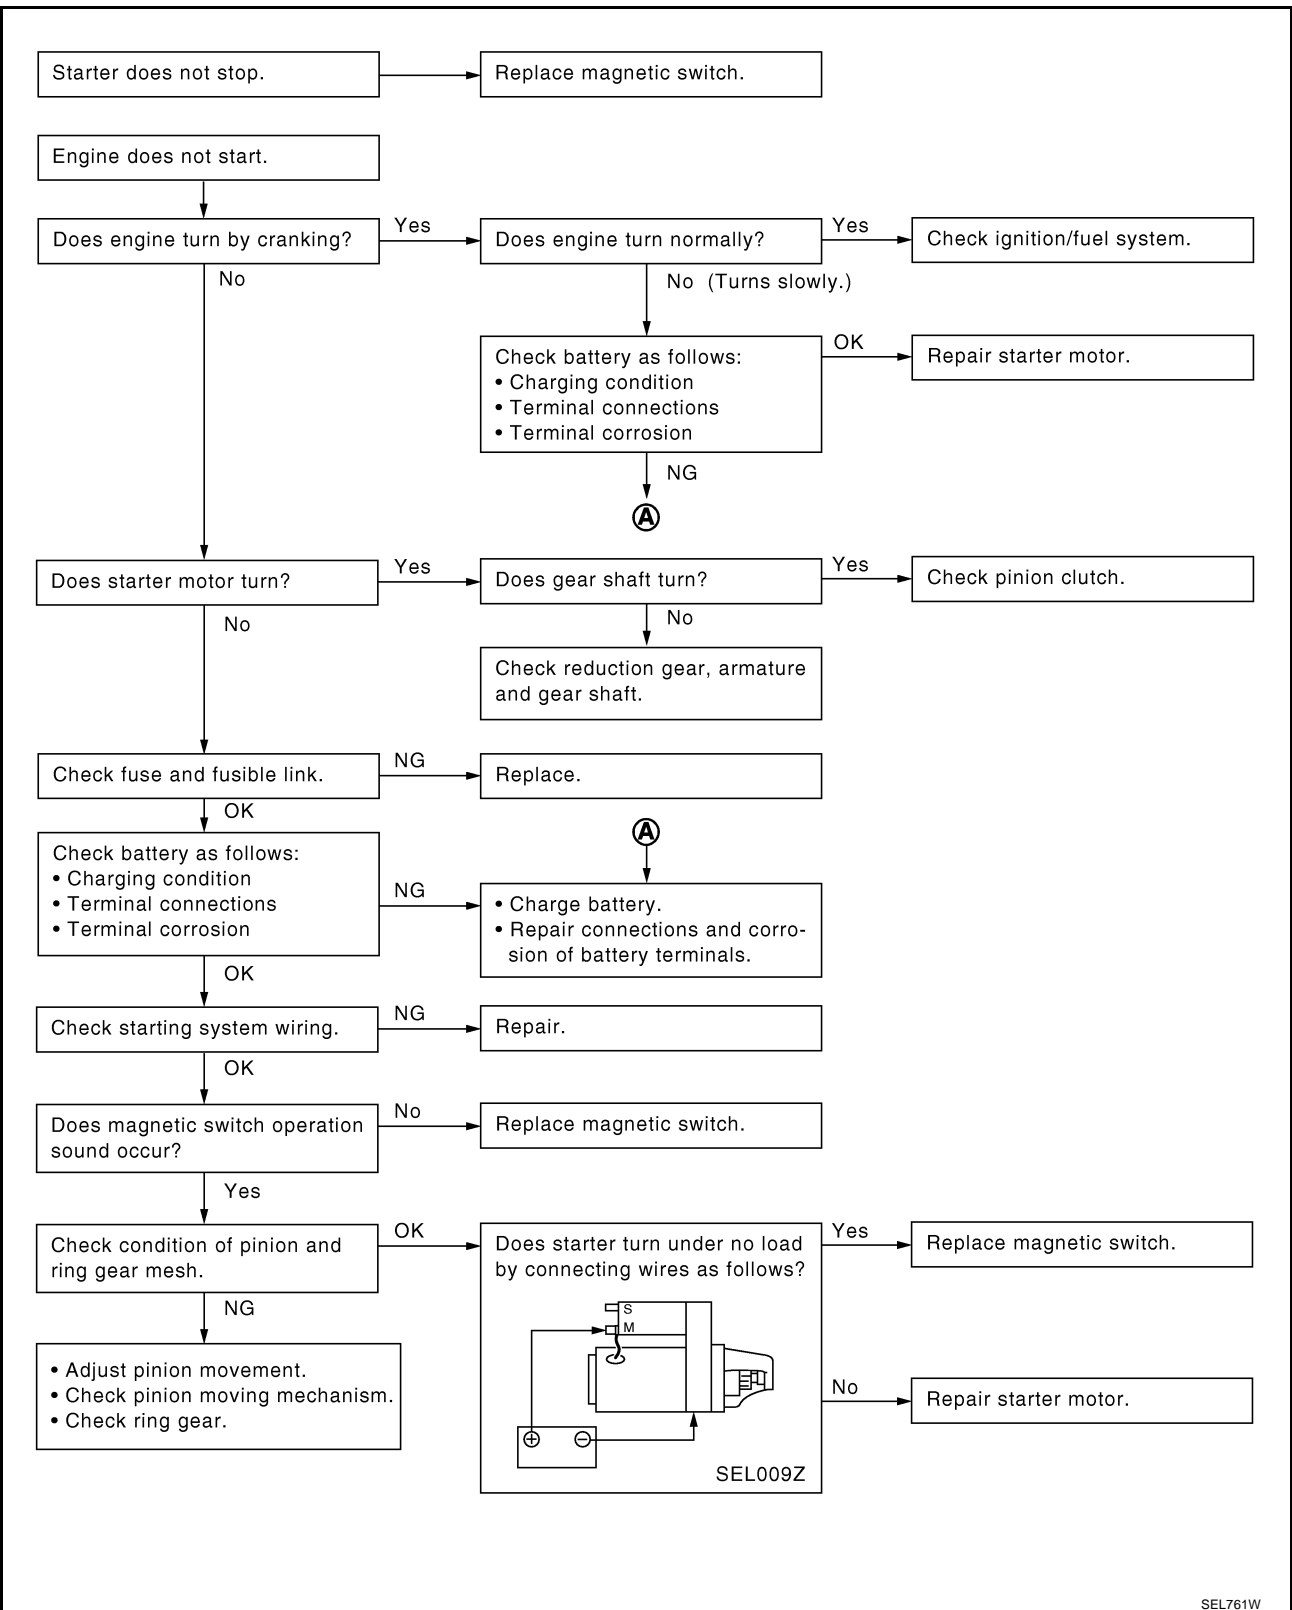 Starter does not stop.
Replace magnetic switch.
Engine does not start.
Does engine turn by cranking?
Yes
Does engine turn normally?
Yes
Check ignition/fuel system.
No
No (Turns slowly.)
Check battery as follows:
• Charging condition
• Terminal connections
• Terminal corrosion
OK
Repair starter motor.
NG
A
Does starter motor turn?
Yes
Does gear shaft turn?
Yes
Check pinion clutch.
No
No
Check reduction gear, armature
and gear shaft.
Check fuse and fusible link.
NG
Replace.
OK
A
Check battery as follows:
• Charging condition
• Terminal connections
• Terminal corrosion
NG
• Charge battery.
• Repair connections and corro-
sion of battery terminals.
OK
Check starting system wiring.
NG
Repair.
OK
Does magnetic switch operation
sound occur?
No
Replace magnetic switch.
Yes
Check condition of pinion and
ring gear mesh.
OK
Does starter turn under no load
by connecting wires as follows?
Yes
Replace magnetic switch.
S
M
NG
• Adjust pinion movement.
• Check pinion moving mechanism.
• Check ring gear.
No
Repair starter motor.
+ −
SEL009Z
SEL761W